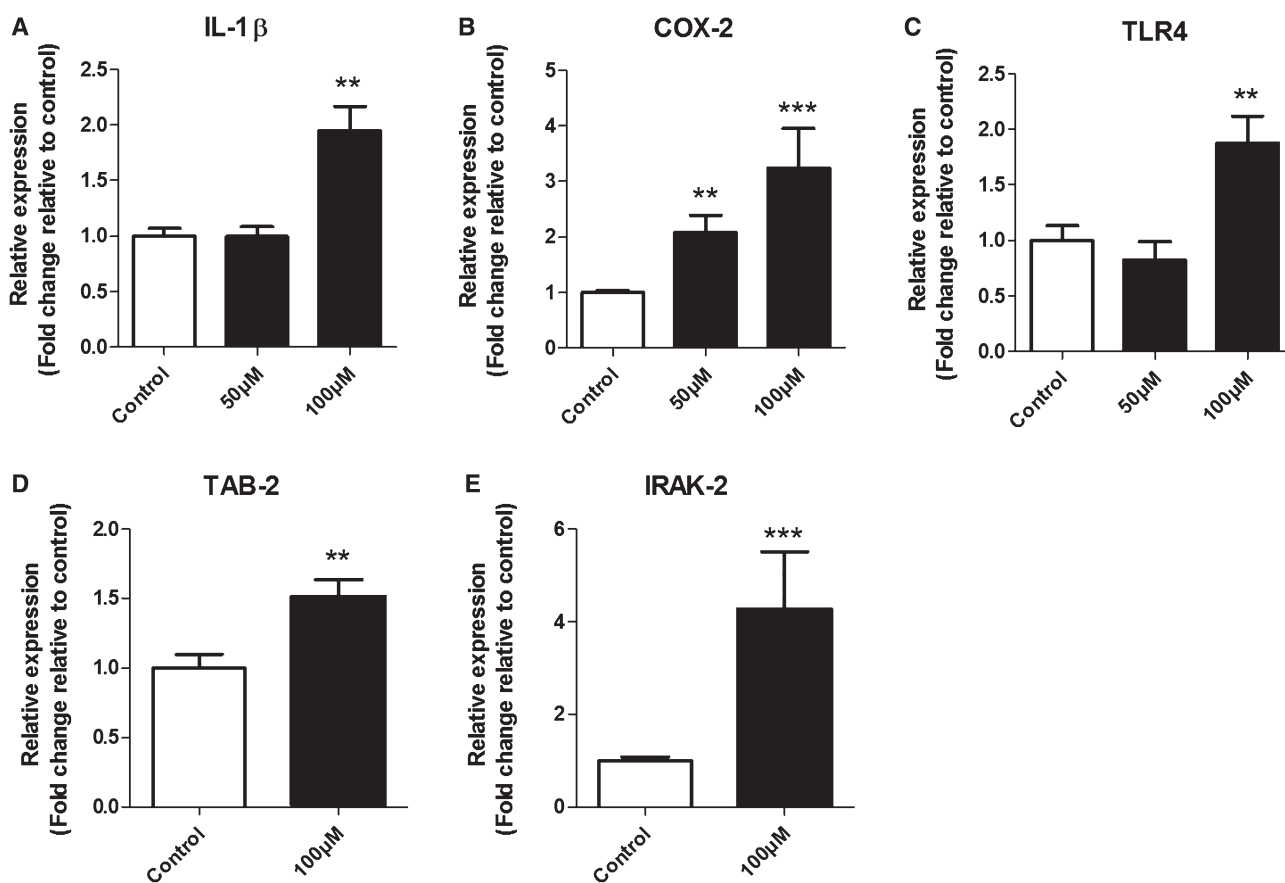 A
IL-1β
Relative expression
(Fold change relative to control)
2.5
2.0
1.5
1.0
0.5
0.0
**
Control
50µM
100µM
B
COX-2
Relative expression
(Fold change relative to control)
5
4
3
2
1
0
**
***
Control
50µM
100µM
C
TLR4
Relative expression
(Fold change relative to control)
2.5
2.0
1.5
1.0
0.5
0.0
**
Control
50µM
100µM
D
TAB-2
Relative expression
(Fold change relative to control)
2.0
1.5
1.0
0.5
0.0
**
Control
100µM
E
IRAK-2
Relative expression
(Fold change relative to control)
6
4
2
0
***
Control
100µM